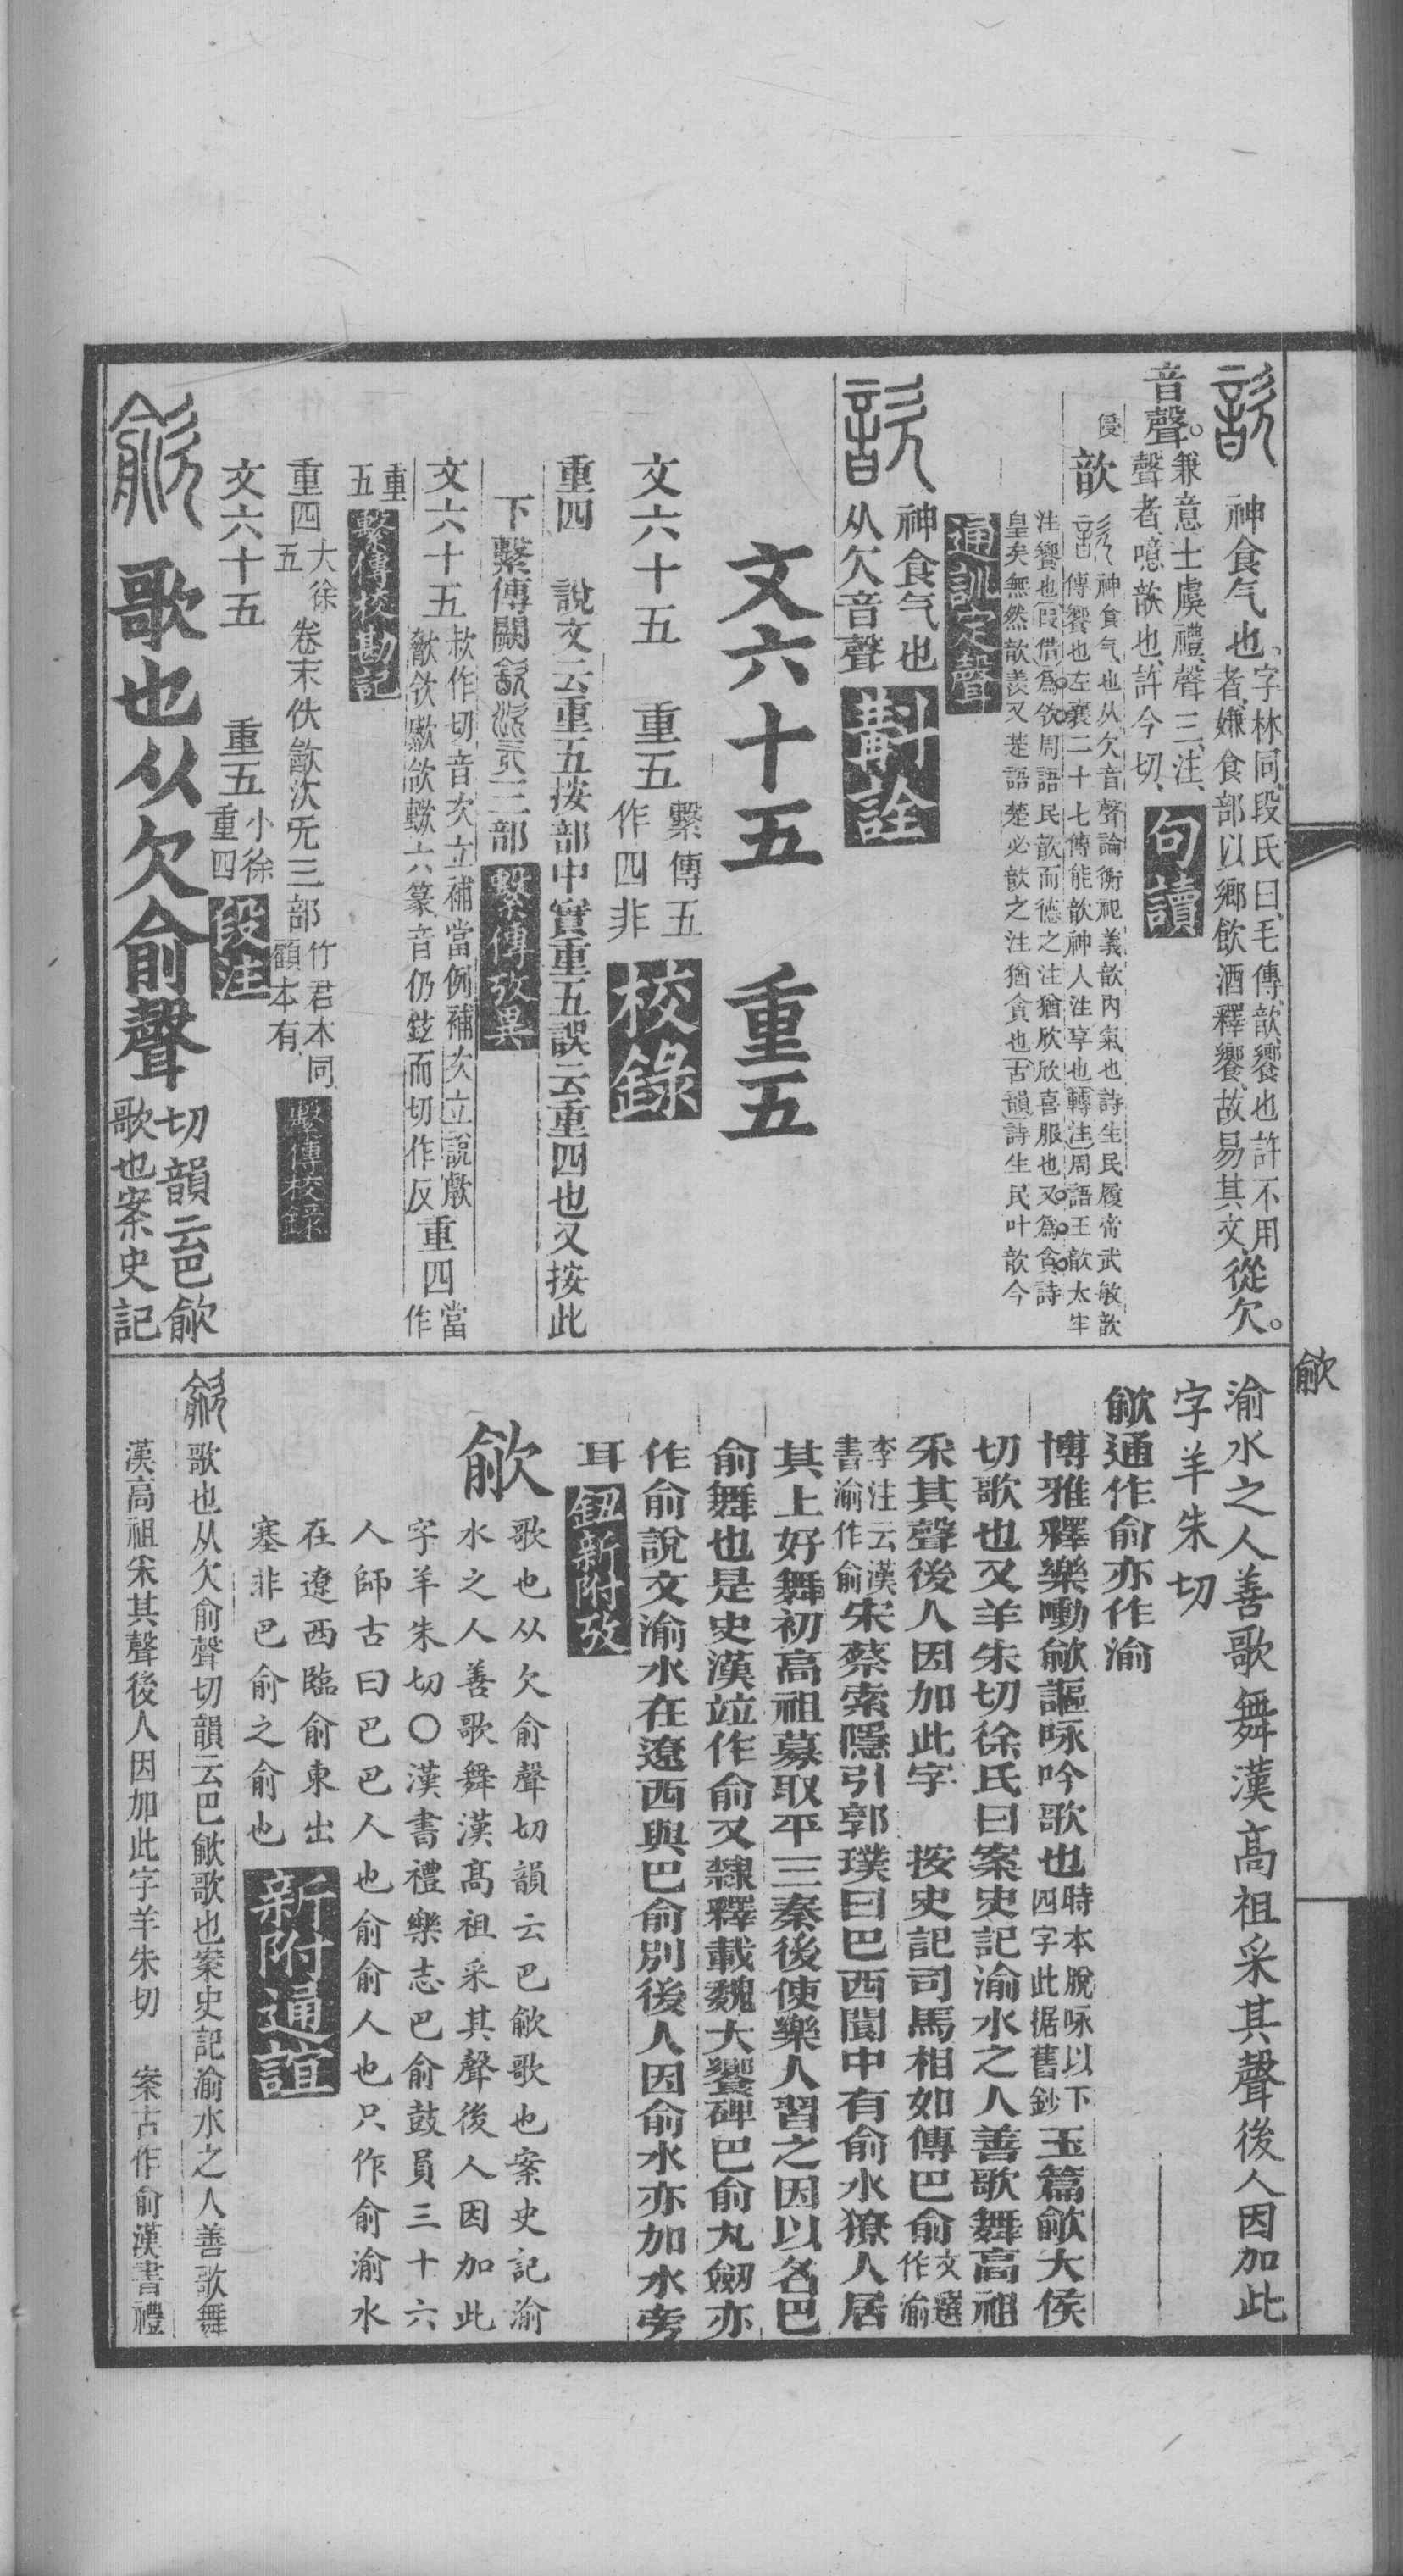 歆
神食气也、字林同、段氏曰、毛傳、歆、饗也、許不用
者、嫌食部以鄉飲酒釋饗、故易其文、從欠。
音聲。兼意、士虞禮、聲三、注、
聲者、噫歆也、許今切、句讀
歆
神食气也从欠音聲論衡祀義歆內氣也詩生民履帝武敏歆
傳饗也左襄二十七傳能歆神人注享也轉注周語王歆太牢
注饗也假借爲欣周語民歆而德之注猶欣欣喜服也又爲貪詩
皇矣無然歆羨又楚語楚必歆之注猶貪也古韻詩生民叶歆今
通訓定聲
歆
神食气也
从欠音聲 斠詮
文六十五 重五
文六十五 重五 繫傳五
作四非 校錄
重四 說文云重五按部中實重五誤云重四也又按此
下繫傳闕㱃㳄旡三部 繫傳攷異
文六十五 作切音次立補當例補次立說
六篆音仍鉉而切作反 重四 當
作
重
五 繫傳校勘記
重四 大徐
五 卷末佚㱃㳄旡三部 竹君本同
顧本有 繫傳校錄
文六十五 重五 小徐
重四 段注
歈 歌也从欠俞聲 切韻云巴歈
歌也案史記
歈
渝水之人善歌舞漢高祖采其聲後人因加此
字羊朱切
歈通作俞亦作渝
博雅釋樂嘞歈謳咏吟歌也 時本脫咏以下
四字此据舊鈔 玉篇歈大侯
切歌也又羊朱切徐氏曰案史記渝水之人善歌舞高祖
采其聲後人因加此字 按史記司馬相如傳巴俞 文選
作渝
李注云漢
書渝作俞 宋蔡索隱引郭璞曰巴西閬中有俞水獠人居
其上好舞初高祖募取平三秦後使樂人習之因以名巴
俞舞也是史漢竝作俞又隸釋載魏大饗碑巴俞丸劒亦
作俞說文渝水在遼西與巴俞別後人因俞水亦加水旁
耳 鈕新附攷
歈
歌也从欠俞聲切韻云巴歈歌也案史記渝
水之人善歌舞漢高祖采其聲後人因加此
字羊朱切〇漢書禮樂志巴俞鼓員三十六
人師古曰巴巴人也俞俞人也只作俞渝水
在遼西臨俞東出
塞非巴俞之俞也 新附通誼
歈
歌也从欠俞聲切韻云巴歈歌也案史記渝水之人善歌舞
漢高祖采其聲後人因加此字羊朱切 案古作俞漢書禮